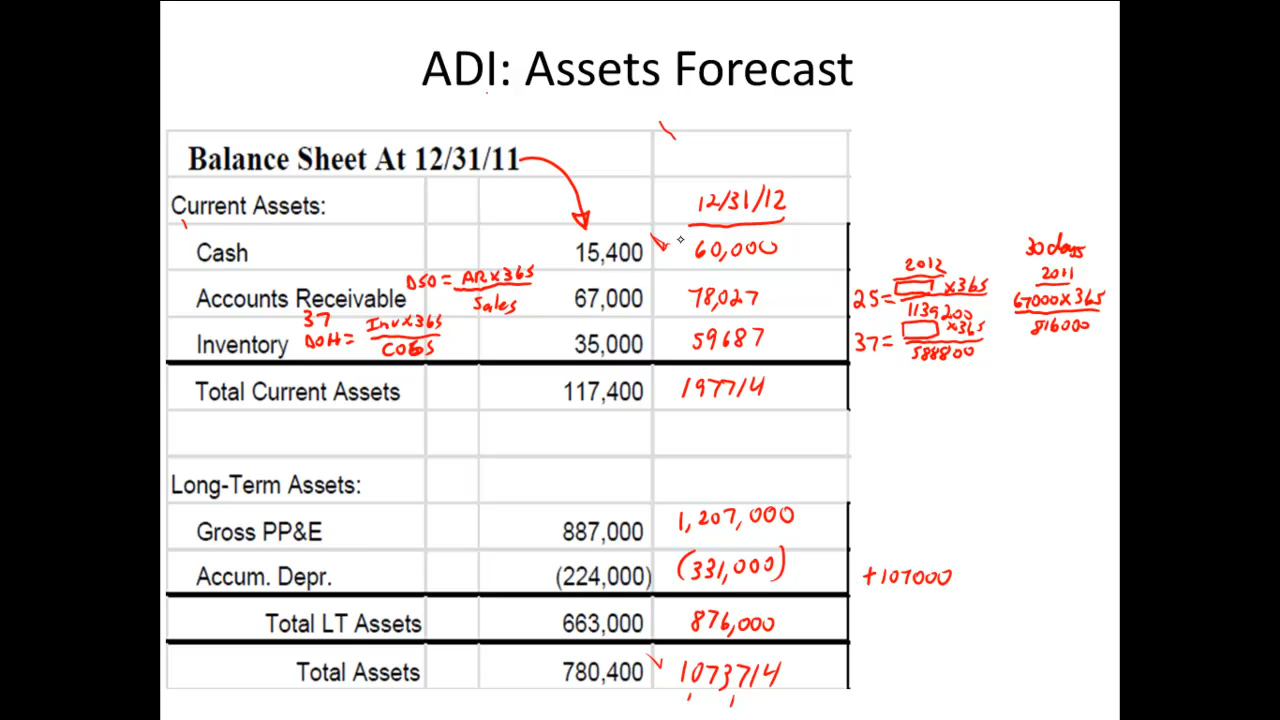 ADI: Assets Forecast
Balance Sheet At 12/31/11
Current Assets: 12/31/12
Cash 15,400 60,000
DSO = AR x 365 / Sales
Accounts Receivable 67,000 78,027
25 = x 365 / 1139200 2012
30 days
2011
67000 x 365
816000
37
DOH = Inv x 365 / COGS
Inventory 35,000 59687
37 = x 365 / 588800
Total Current Assets 117,400 197714
Long-Term Assets:
Gross PP&E 887,000 1,207,000
Accum. Depr. (224,000) (331,000) +107000
Total LT Assets 663,000 876,000
Total Assets 780,400 1073714